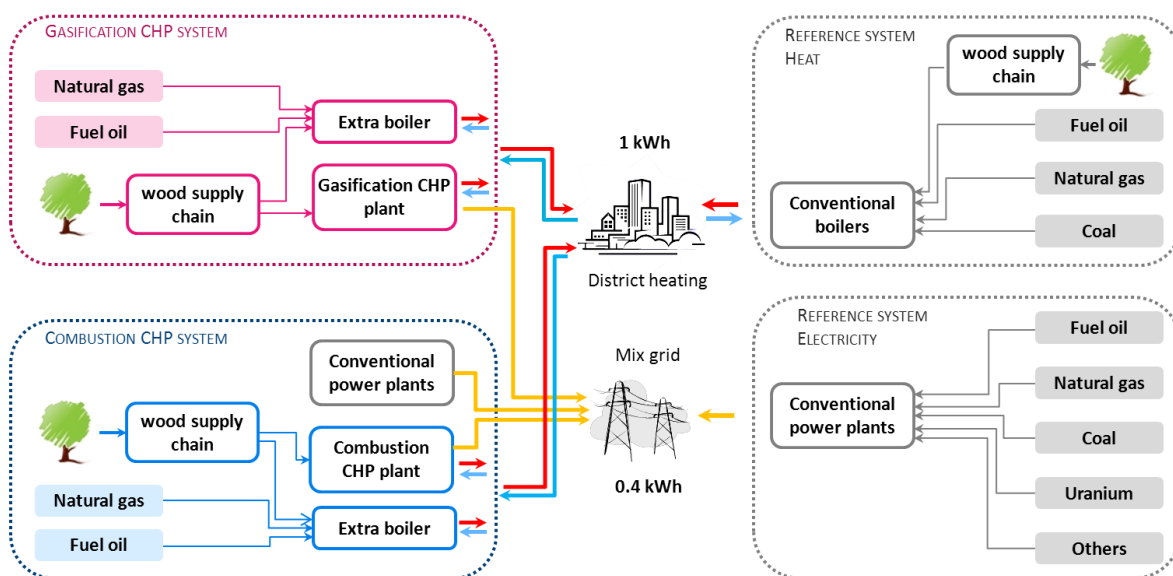 GASIFICATION CHP SYSTEM
Natural gas
Fuel oil
wood supply
chain
Extra boiler
Gasification CHP
plant
COMBUSTION CHP SYSTEM
Conventional
power plants
wood supply
chain
Combustion
CHP plant
Natural gas
Fuel oil
Extra boiler
1 kWh
District heating
Mix grid
0.4 kWh
REFERENCE SYSTEM
HEAT
wood supply
chain
Fuel oil
Natural gas
Coal
Conventional
boilers
REFERENCE SYSTEM
ELECTRICITY
Fuel oil
Natural gas
Conventional
power plants
Coal
Uranium
Others